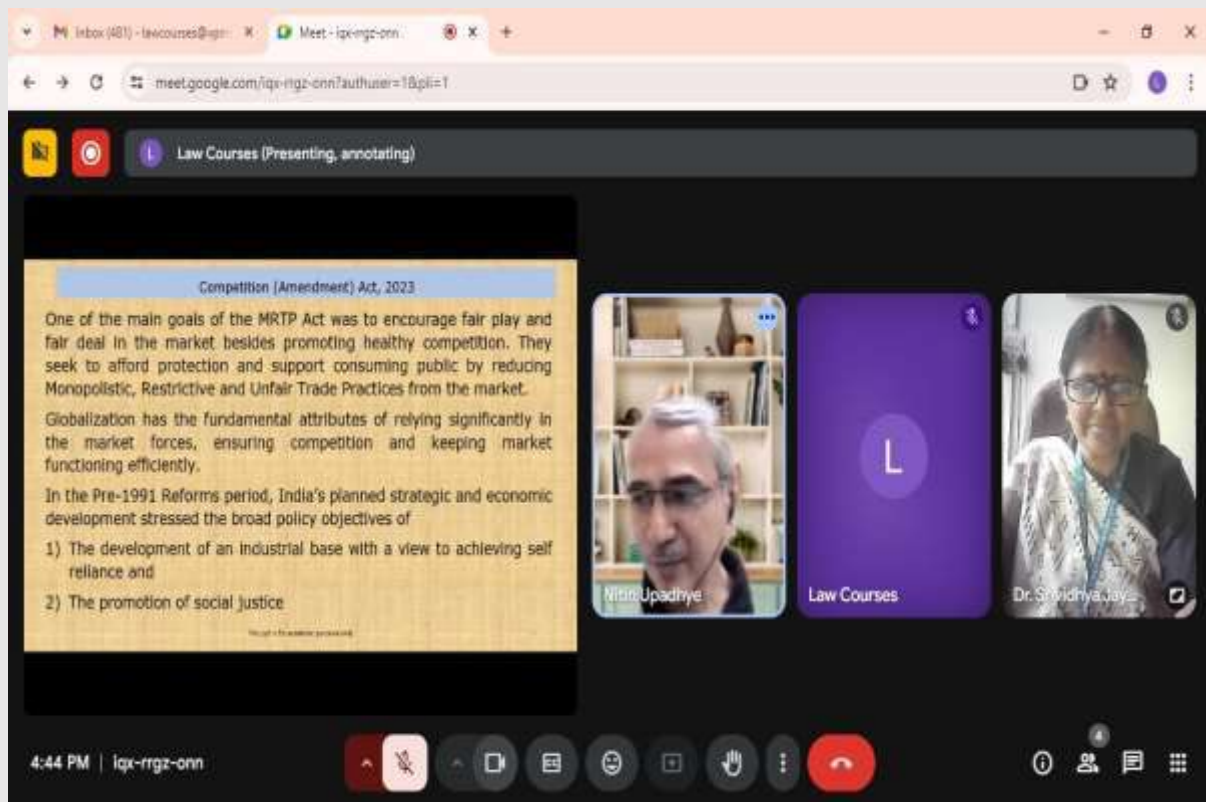 Inbox (481) - lawcourses@
Meet - iqx-rrgz-onn
meet.google.com/iqx-rrgz-onn?authuser=1&pli=1
L
L Law Courses (Presenting, annotating)
Competition (Amendment) Act, 2023
One of the main goals of the MRTP Act was to encourage fair play and
fair deal in the market besides promoting healthy competition. They
seek to afford protection and support consuming public by reducing
Monopolistic, Restrictive and Unfair Trade Practices from the market.
Globalization has the fundamental attributes of relying significantly in
the market forces, ensuring competition and keeping market
functioning efficiently.
In the Pre-1991 Reforms period, India's planned strategic and economic
development stressed the broad policy objectives of
1) The development of an industrial base with a view to achieving self
reliance and
2) The promotion of social justice
Nitin Upadhye
L
Law Courses
Dr. Srividhya Jay...
4:44 PM | iqx-rrgz-onn
4